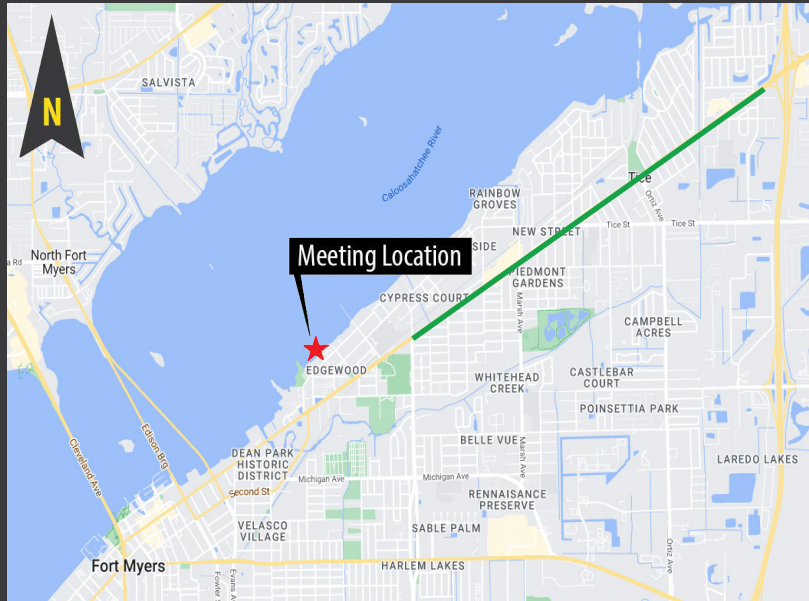 N
SALVISTA
Caloosahatchee River
RAINBOW
GROVES
Tice
Ortiz Ave
NEW STREET
Tice St
Tice St
SIDE
North Fort
Myers
a Rd
Meeting Location
PIEDMONT
GARDENS
CYPRESS COURT
Marsh Ave
CAMPBELL
ACRES
EDGEWOOD
WHITEHEAD
CREEK
CASTLEBAR
COURT
POINSETTIA PARK
Cleveland Ave
Edison Brg
DEAN PARK
HISTORIC
DISTRICT
BELLE VUE
Marsh Ave
LAREDO LAKES
Michigan Ave
Michigan Ave
Second St
RENNAISANCE
PRESERVE
VELASCO
VILLAGE
SABLE PALM
Ortiz Ave
Fort Myers
HARLEM LAKES
Fowler S
Evans A